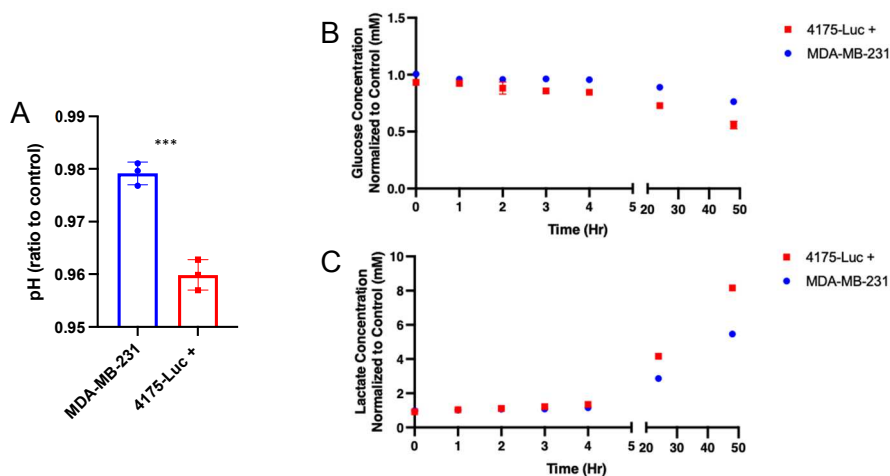 A
pH (ratio to control)
0.99
0.98
0.97
0.96
0.95
***
MDA-MB-231
4175-Luc +
B
Glucose Concentration
Normalized to Control (mM)
1.5
1.0
0.5
0.0
0 1 2 3 4 5 20 30 40 50
Time (Hr)
4175-Luc +
MDA-MB-231
C
Lactate Concentration
Normalized to Control (mM)
10
8
6
4
2
0
0 1 2 3 4 5 20 30 40 50
Time (Hr)
4175-Luc +
MDA-MB-231